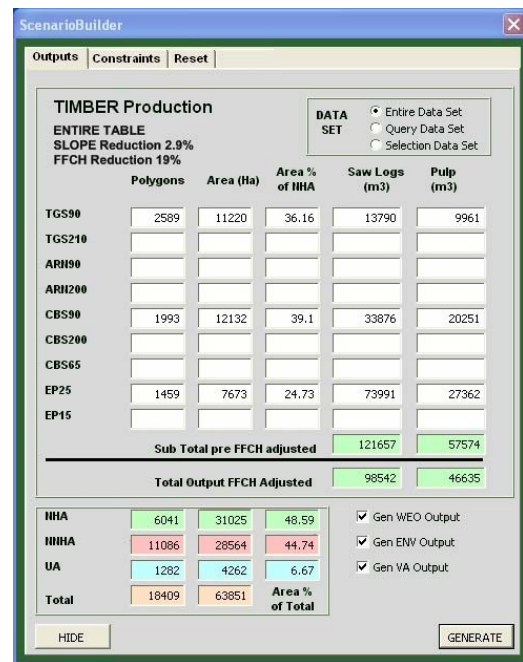 ScenarioBuilder
Outputs Constraints Reset
TIMBER Production
ENTIRE TABLE
SLOPE Reduction 2.9%
FFCH Reduction 19%
DATA SET
Entire Data Set
Query Data Set
Selection Data Set
Polygons Area (Ha) Area % of NHA Saw Logs (m3) Pulp (m3)
TGS90 2589 11220 36.16 13790 9961
TGS210
ARN90
ARN200
CBS90 1993 12132 39.1 33876 20251
CBS200
CBS65
EP25 1459 7673 24.73 73991 27362
EP15
Sub Total pre FFCH adjusted 121657 57574
Total Output FFCH Adjusted 98542 46635
NHA 6041 31025 48.59 Gen WEO Output
NNHA 11086 28564 44.74 Gen ENV Output
UA 1282 4262 6.67 Gen VA Output
Total 18409 63851 Area % of Total
HIDE GENERATE